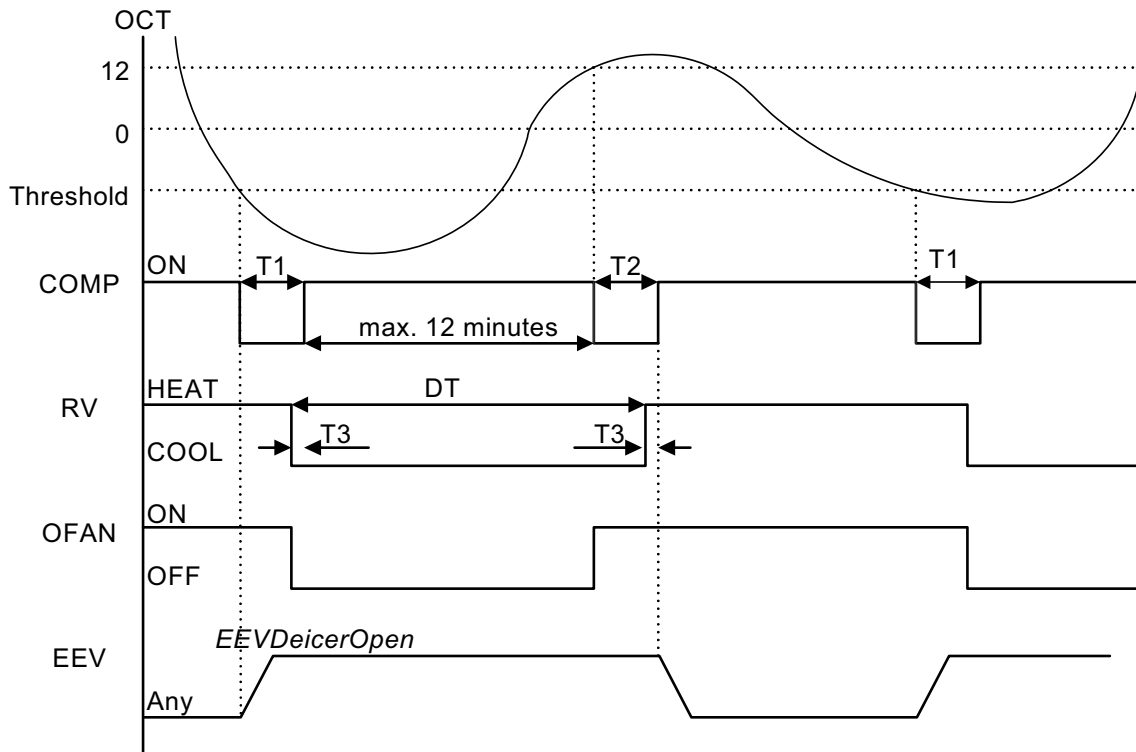 OCT
12
0
Threshold
COMP
ON
T1
T2
T1
max. 12 minutes
RV
HEAT
DT
COOL
T3
T3
OFAN
ON
OFF
EEV
EEVDeicerOpen
Any